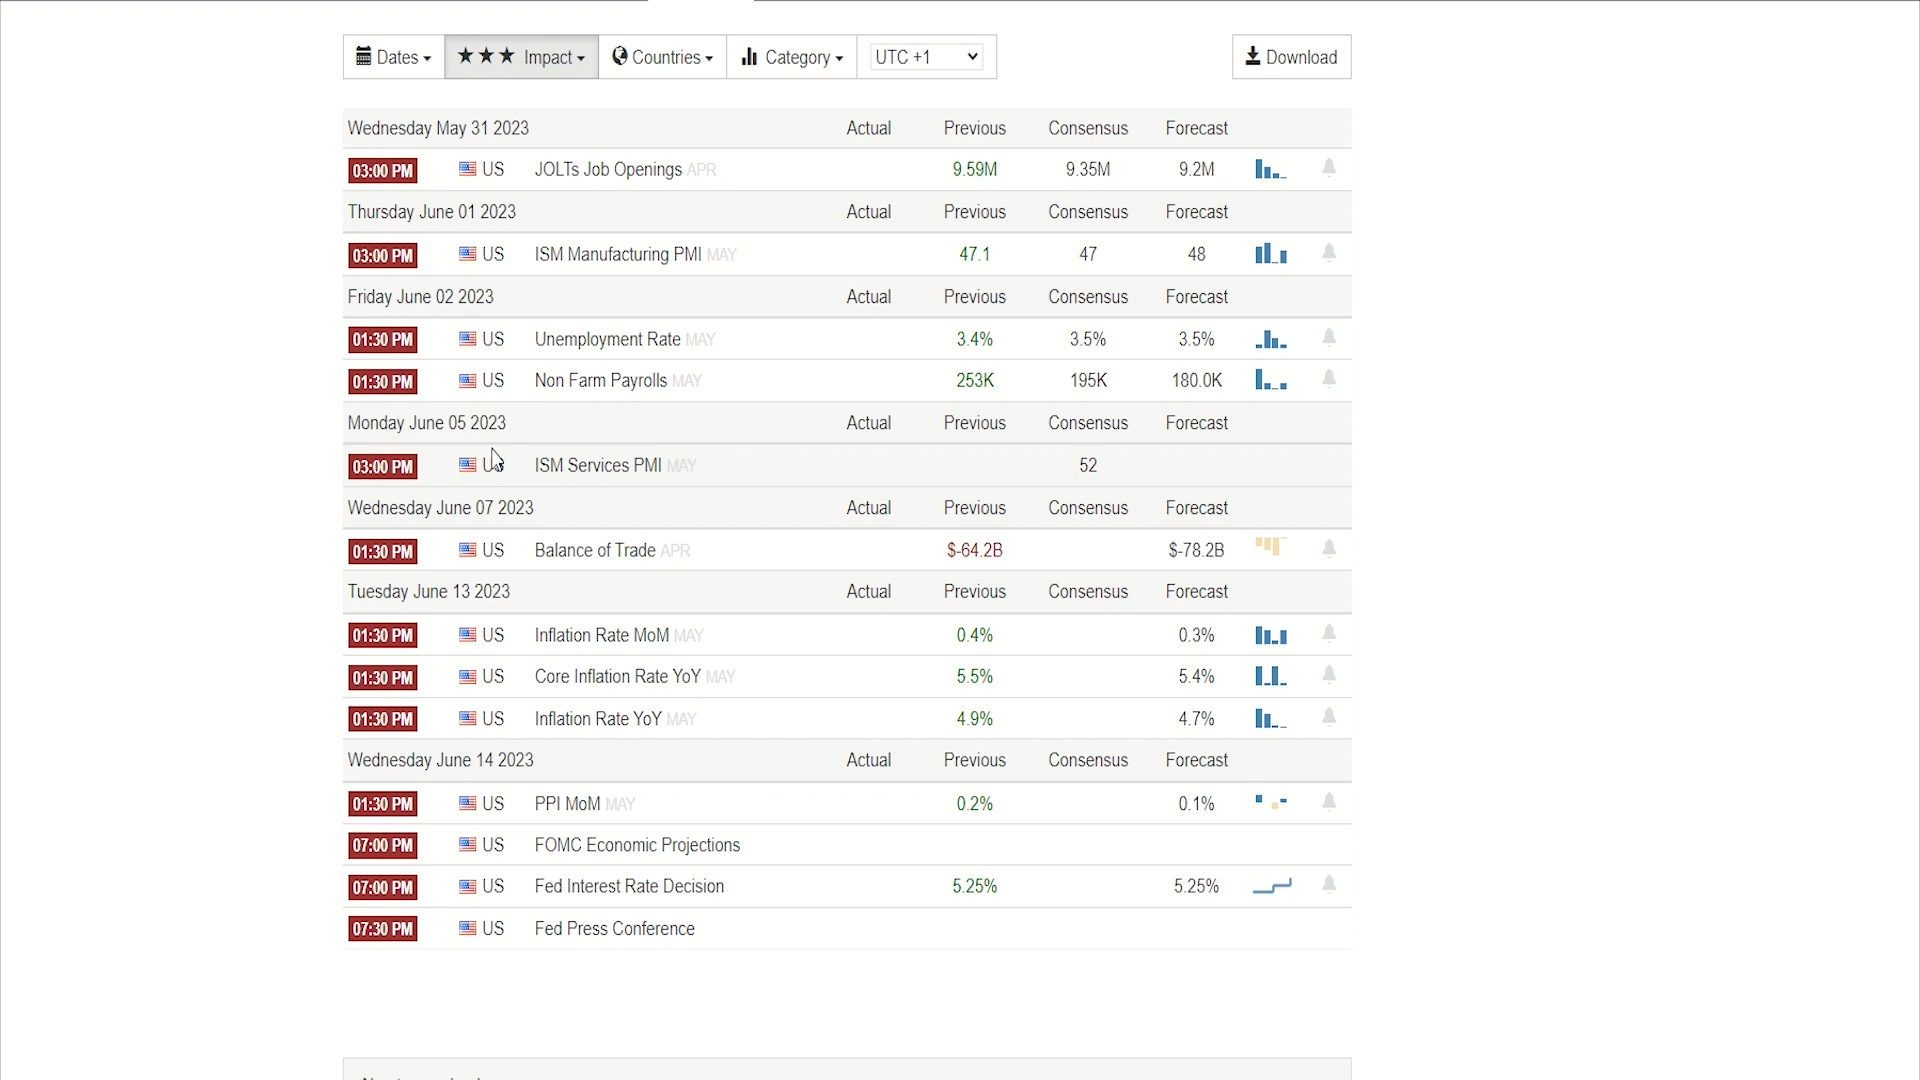 Dates Impact Countries Category UTC +1 Download
Wednesday May 31 2023 Actual Previous Consensus Forecast
03:00 PM US JOLTs Job Openings APR 9.59M 9.35M 9.2M
Thursday June 01 2023 Actual Previous Consensus Forecast
03:00 PM US ISM Manufacturing PMI MAY 47.1 47 48
Friday June 02 2023 Actual Previous Consensus Forecast
01:30 PM US Unemployment Rate MAY 3.4% 3.5% 3.5%
01:30 PM US Non Farm Payrolls MAY 253K 195K 180.0K
Monday June 05 2023 Actual Previous Consensus Forecast
03:00 PM US ISM Services PMI MAY 52
Wednesday June 07 2023 Actual Previous Consensus Forecast
01:30 PM US Balance of Trade APR $-64.2B $-78.2B
Tuesday June 13 2023 Actual Previous Consensus Forecast
01:30 PM US Inflation Rate MoM MAY 0.4% 0.3%
01:30 PM US Core Inflation Rate YoY MAY 5.5% 5.4%
01:30 PM US Inflation Rate YoY MAY 4.9% 4.7%
Wednesday June 14 2023 Actual Previous Consensus Forecast
01:30 PM US PPI MoM MAY 0.2% 0.1%
07:00 PM US FOMC Economic Projections
07:00 PM US Fed Interest Rate Decision 5.25% 5.25%
07:30 PM US Fed Press Conference